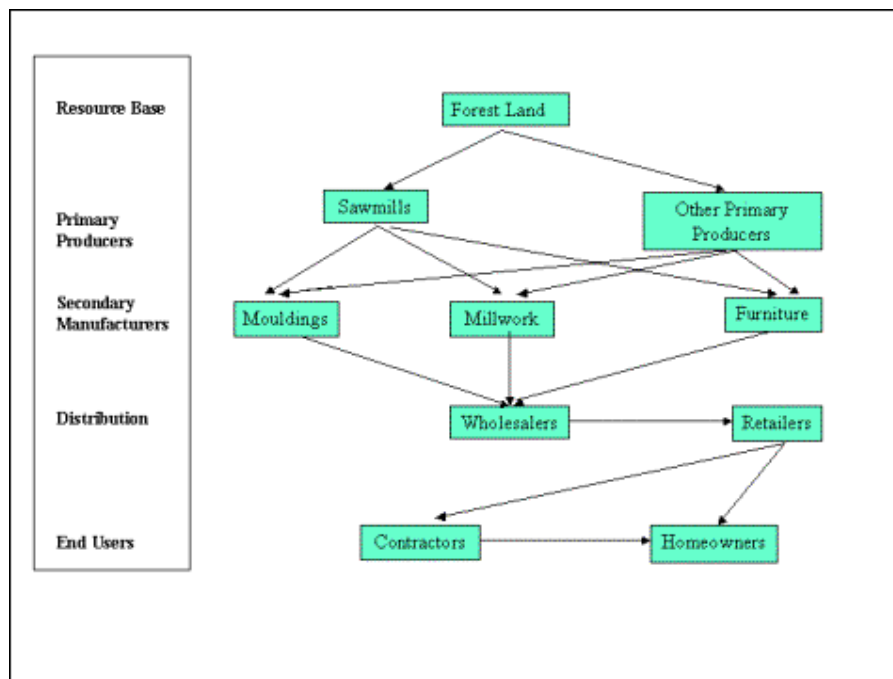 Resource Base
Forest Land
Primary
Producers
Sawmills
Other Primary
Producers
Secondary
Manufacturers
Mouldings
Millwork
Furniture
Distribution
Wholesalers
Retailers
End Users
Contractors
Homeowners